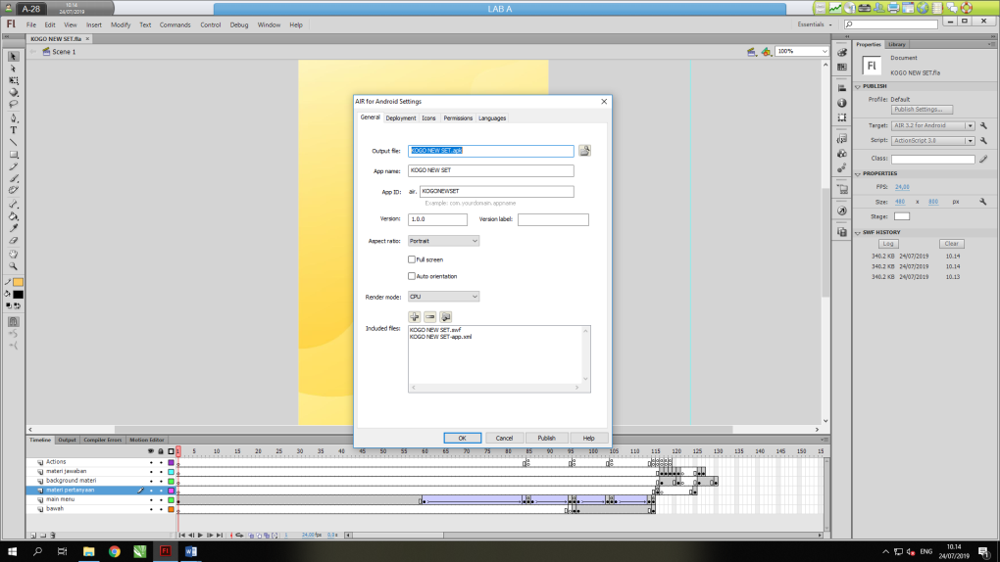 A-28
10.14
24/07/2019
LAB A
Fl File Edit View Insert Modify Text Commands Control Debug Window Help
Essentials
KOGO NEW SET.fla ×
Scene 1
100%
AIR for Android Settings
General Deployment Icons Permissions Languages
Output file: KOGO NEW SET.apk
App name: KOGO NEW SET
App ID: air. KOGONEWSET
Example: com.yourdomain.appname
Version: 1.0.0 Version label:
Aspect ratio: Portrait
Full screen
Auto orientation
Render mode: CPU
Included files:
KOGO NEW SET.swf
KOGO NEW SET-app.xml
OK Cancel Publish Help
Properties Library
Fl
Document
KOGO NEW SET.fla
PUBLISH
Profile: Default
Publish Settings...
Target: AIR 3.2 for Android
Script: ActionScript 3.0
Class:
PROPERTIES
FPS: 24,00
Size: 480 x 800 px
Stage:
SWF HISTORY
Log Clear
340.2 KB 24/07/2019 10.14
340.2 KB 24/07/2019 10.14
340.2 KB 24/07/2019 10.13
Timeline Output Compiler Errors Motion Editor
1 5 10 15 20 25 30 35 40 45 50 55 60 65 70 75 80 85 90 95 100 105 110 115 120 125 130 135 140 145 150 15
Actions
materi jawaban
background materi
materi pertanyaan
main menu
bawah
1 24,00 fps 0,0 s
ENG
10.14
24/07/2019